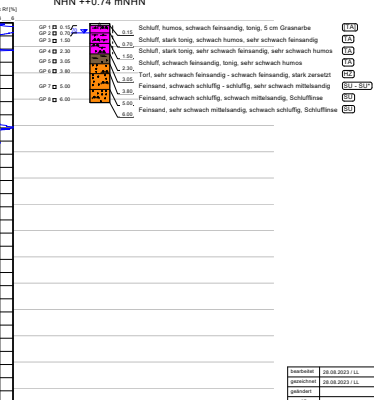 NHN ++0.74 mNHN
Rf [%]
GP 1 0.15 0.15 Schluff, humos, schwach feinsandig, tonig, 5 cm Grasnarbe [TA]
GP 2 0.70 0.70 Schluff, stark tonig, schwach humos, sehr schwach feinsandig TA
GP 3 1.50 1.50 Schluff, stark tonig, sehr schwach feinsandig, sehr schwach humos TA
GP 4 2.30 2.30 Schluff, schwach feinsandig, tonig, sehr schwach humos TA
GP 5 3.05 3.05 Torf, sehr schwach feinsandig - schwach feinsandig, stark zersetzt HZ
GP 6 3.80 3.80 Feinsand, schwach schluffig - schluffig, sehr schwach mittelsandig SU - SU*
GP 7 5.00 5.00 Feinsand, schwach schluffig, schwach mittelsandig, Schlufflinse SU
GP 8 6.00 6.00 Feinsand, sehr schwach mittelsandig, schwach schluffig, Schlufflinse SU
bearbeitet 28.08.2023 / LL
gezeichnet 28.08.2023 / LL
geändert